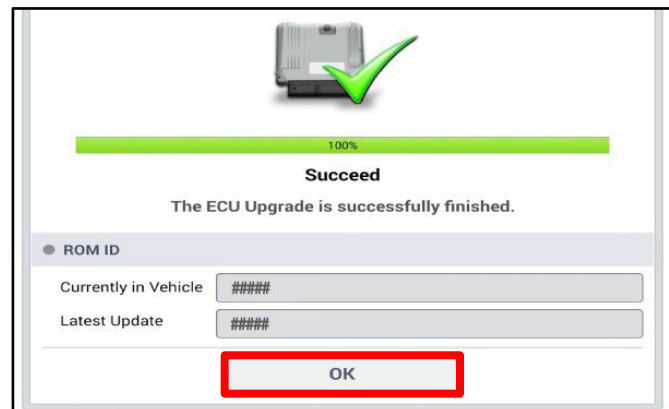 100%
Succeed
The ECU Upgrade is successfully finished.
ROM ID
Currently in Vehicle #####
Latest Update #####
OK